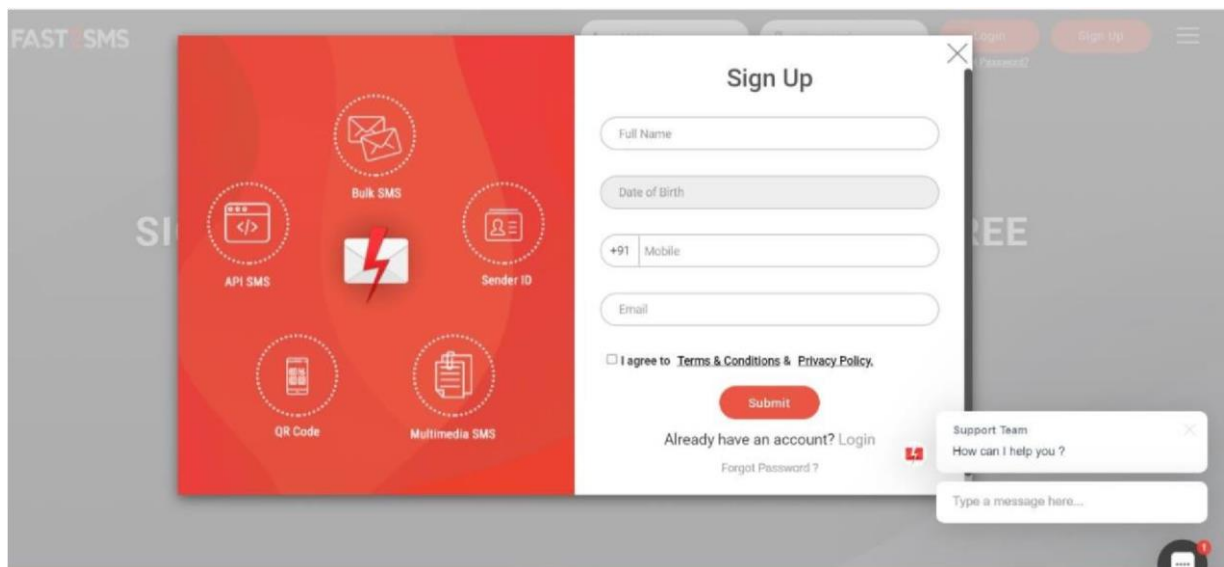 FAST SMS
Login
Sign Up
Password?
SI
REE
Bulk SMS
API SMS
Sender ID
QR Code
Multimedia SMS
Sign Up
Full Name
Date of Birth
+91 Mobile
Email
I agree to Terms & Conditions & Privacy Policy.
Submit
Already have an account? Login
Forgot Password ?
Support Team
How can I help you ?
Type a message here...